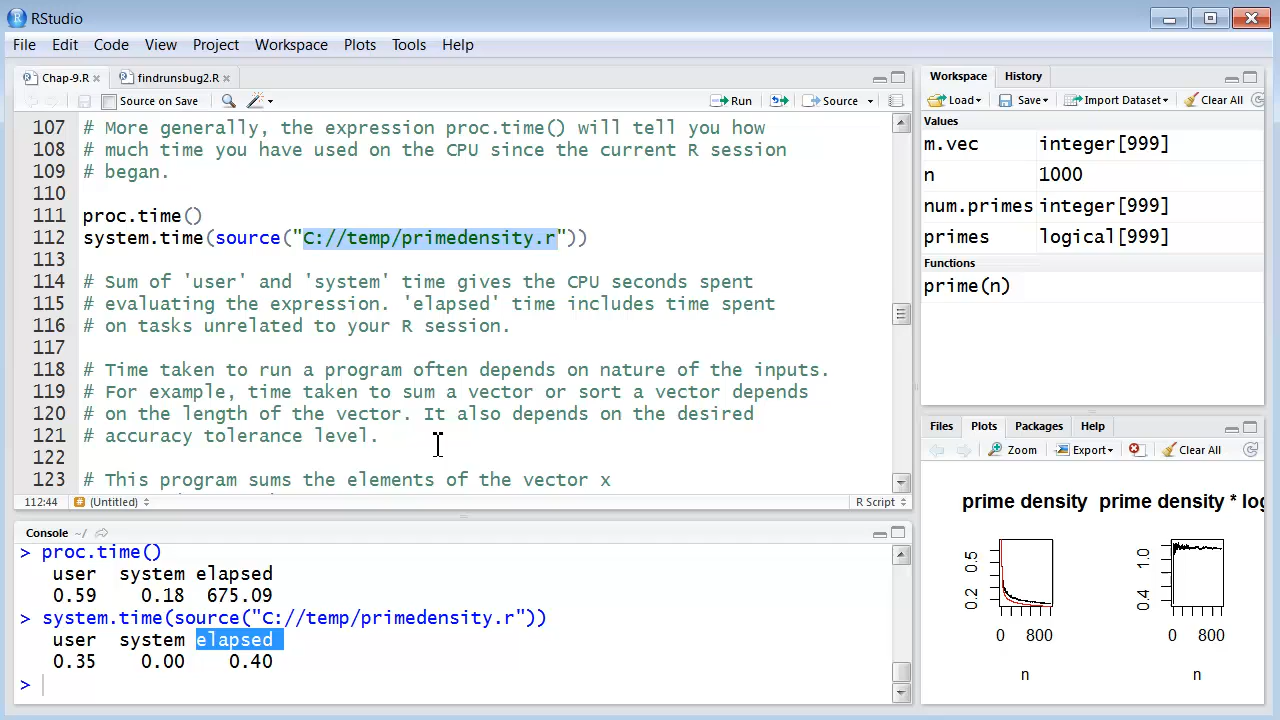 RStudio
File Edit Code View Project Workspace Plots Tools Help
Chap-9.R findrunsbug2.R
Source on Save Run Source
107 # More generally, the expression proc.time() will tell you how
108 # much time you have used on the CPU since the current R session
109 # began.
110
111 proc.time()
112 system.time(source("C://temp/primedensity.r"))
113
114 # Sum of 'user' and 'system' time gives the CPU seconds spent
115 # evaluating the expression. 'elapsed' time includes time spent
116 # on tasks unrelated to your R session.
117
118 # Time taken to run a program often depends on nature of the inputs.
119 # For example, time taken to sum a vector or sort a vector depends
120 # on the length of the vector. It also depends on the desired
121 # accuracy tolerance level.
122
123 # This program sums the elements of the vector x
112:44 (Untitled) R Script
Console ~/
> proc.time()
user system elapsed
0.59 0.18 675.09
> system.time(source("C://temp/primedensity.r"))
user system elapsed
0.35 0.00 0.40
>
Workspace History
Load Save Import Dataset Clear All
Values
m.vec integer[999]
n 1000
num.primes integer[999]
primes logical[999]
Functions
prime(n)
Files Plots Packages Help
Zoom Export Clear All
prime density prime density * log
0.2 0.5
0 800
n
0.4 1.0
0 800
n